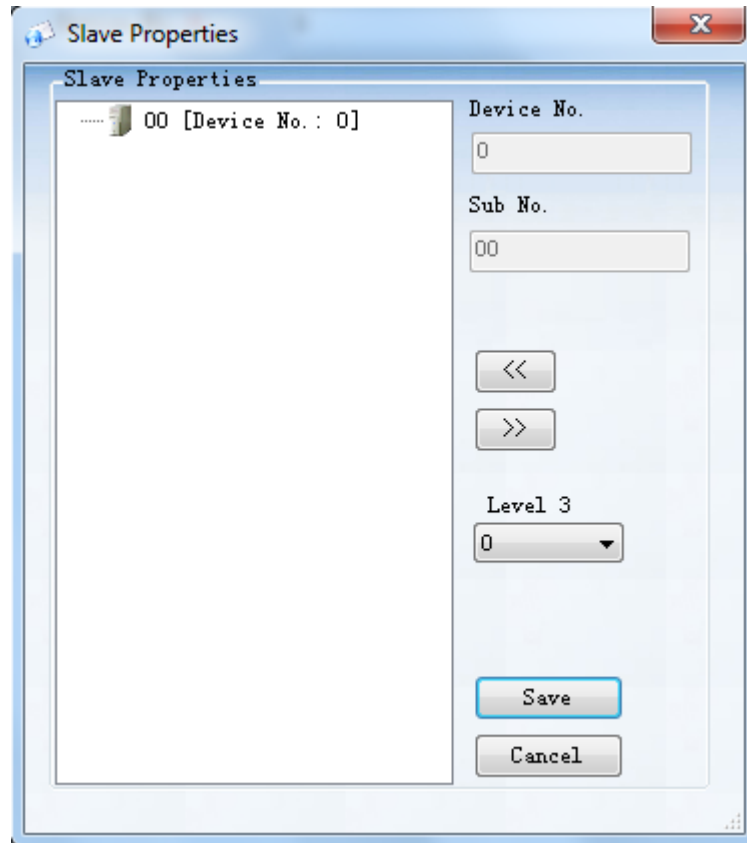 Slave Properties
Slave Properties
00 [Device No.: 0]
Device No.
0
Sub No.
00
<<
>>
Level 3
0
Save
Cancel